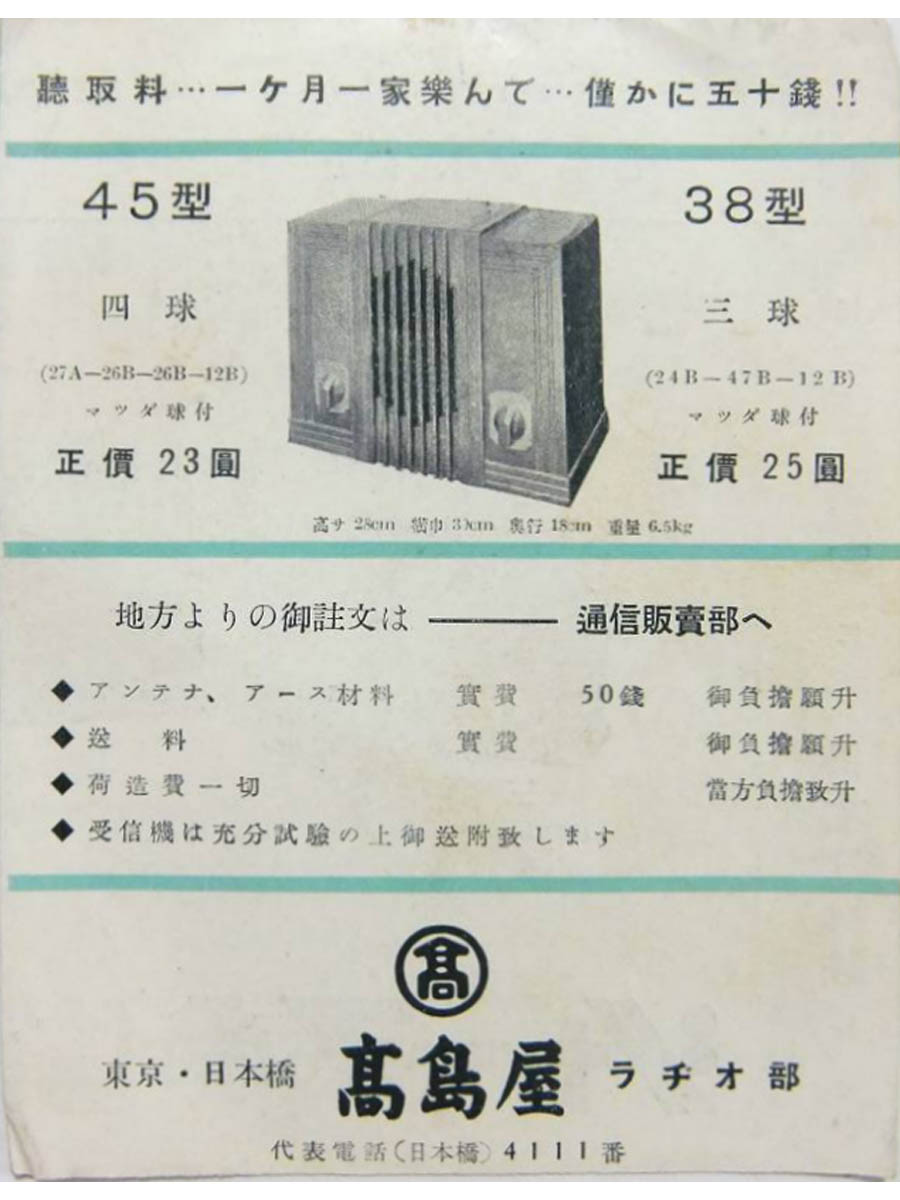 聽取料…一ケ月一家樂んで…僅かに五十錢!!
45型
四球
(27A—26B—26B—12B)
マツダ球付
正價 23圓
38型
三球
(24B—47B—12B)
マツダ球付
正價 25圓
高サ 28cm 橫巾 30cm 奥行 18cm 重量 6.5kg
地方よりの御註文は——通信販賣部へ
◆アンテナ、アース材料 實費 50錢 御負擔願升
◆送料 實費 御負擔願升
◆荷造費一切 當方負擔致升
◆受信機は充分試驗の上御送附致します
髙
東京・日本橋 髙島屋 ラヂオ部
代表電話(日本橋)4111番